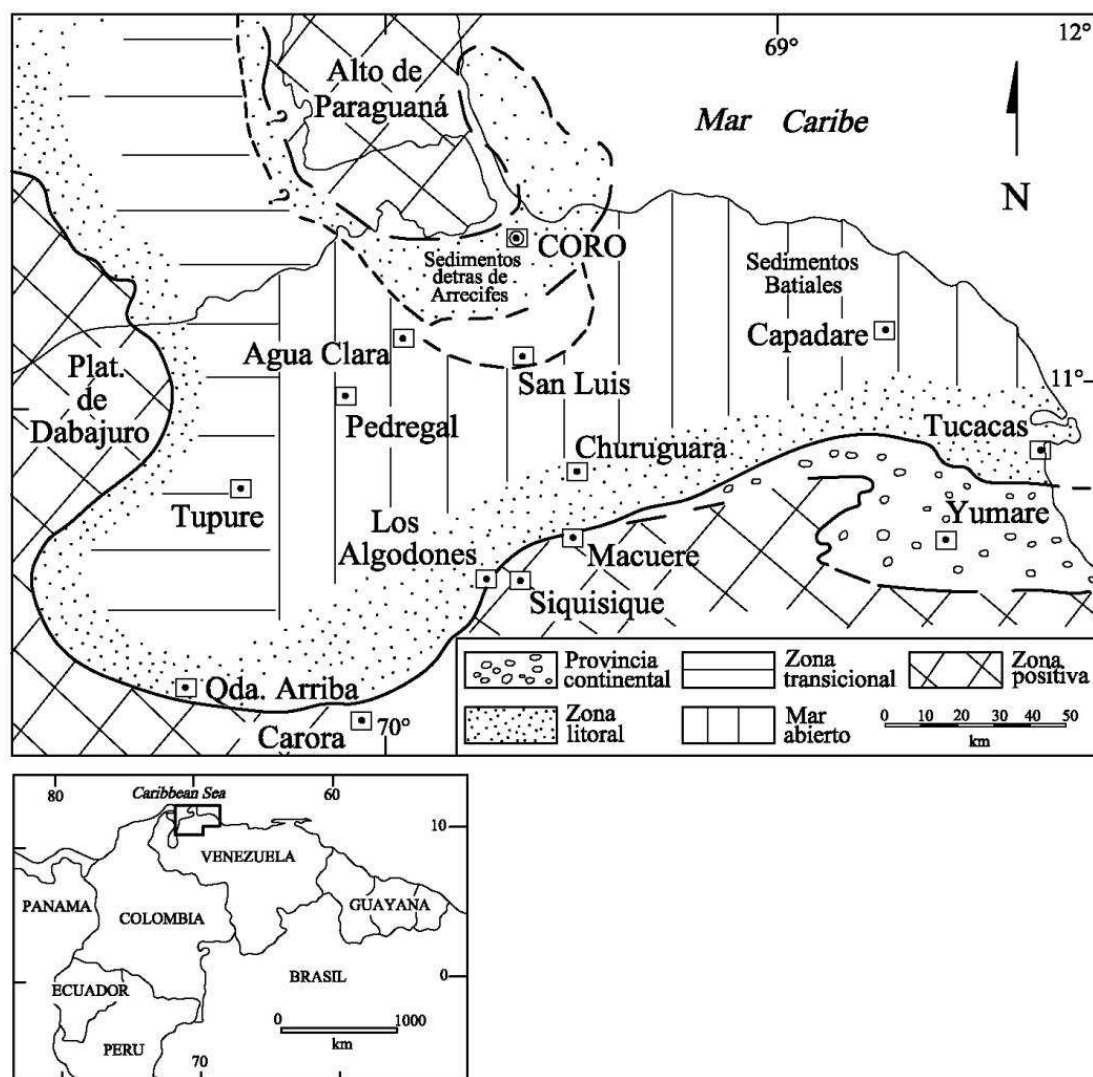 69°
12°
Alto de
Paraguaná
Mar Caribe
N
?
?
CORO
Sedimentos
detras de
Arrecifes
Sedimentos
Batiales
Capadare
Agua Clara
San Luis
11°
Plat.
de
Dabajuro
Pedregal
Tucacas
Churuguara
Tupure
Los
Algodones
Yumare
Macuere
Siquisique
Qda. Arriba
Carora
70°
Provincia
continental
Zona
transicional
Zona
positiva
Zona
litoral
Mar
abierto
0 10 20 30 40 50
km
80
Caribbean Sea
60
10
VENEZUELA
PANAMA
COLOMBIA
GUAYANA
BRASIL
0
ECUADOR
0 1000
km
PERU
70